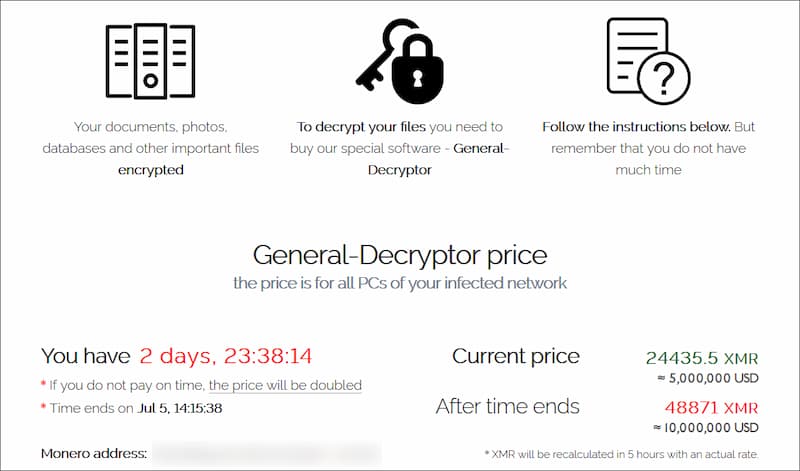 Your documents, photos,
databases and other important files
encrypted
To decrypt your files you need to
buy our special software - General-
Decryptor
Follow the instructions below. But
remember that you do not have
much time
General-Decryptor price
the price is for all PCs of your infected network
You have 2 days, 23:38:14
* If you do not pay on time, the price will be doubled
* Time ends on Jul 5, 14:15:38
Monero address:
Current price 24435.5 XMR
≈ 5,000,000 USD
After time ends 48871 XMR
≈ 10,000,000 USD
* XMR will be recalculated in 5 hours with an actual rate.